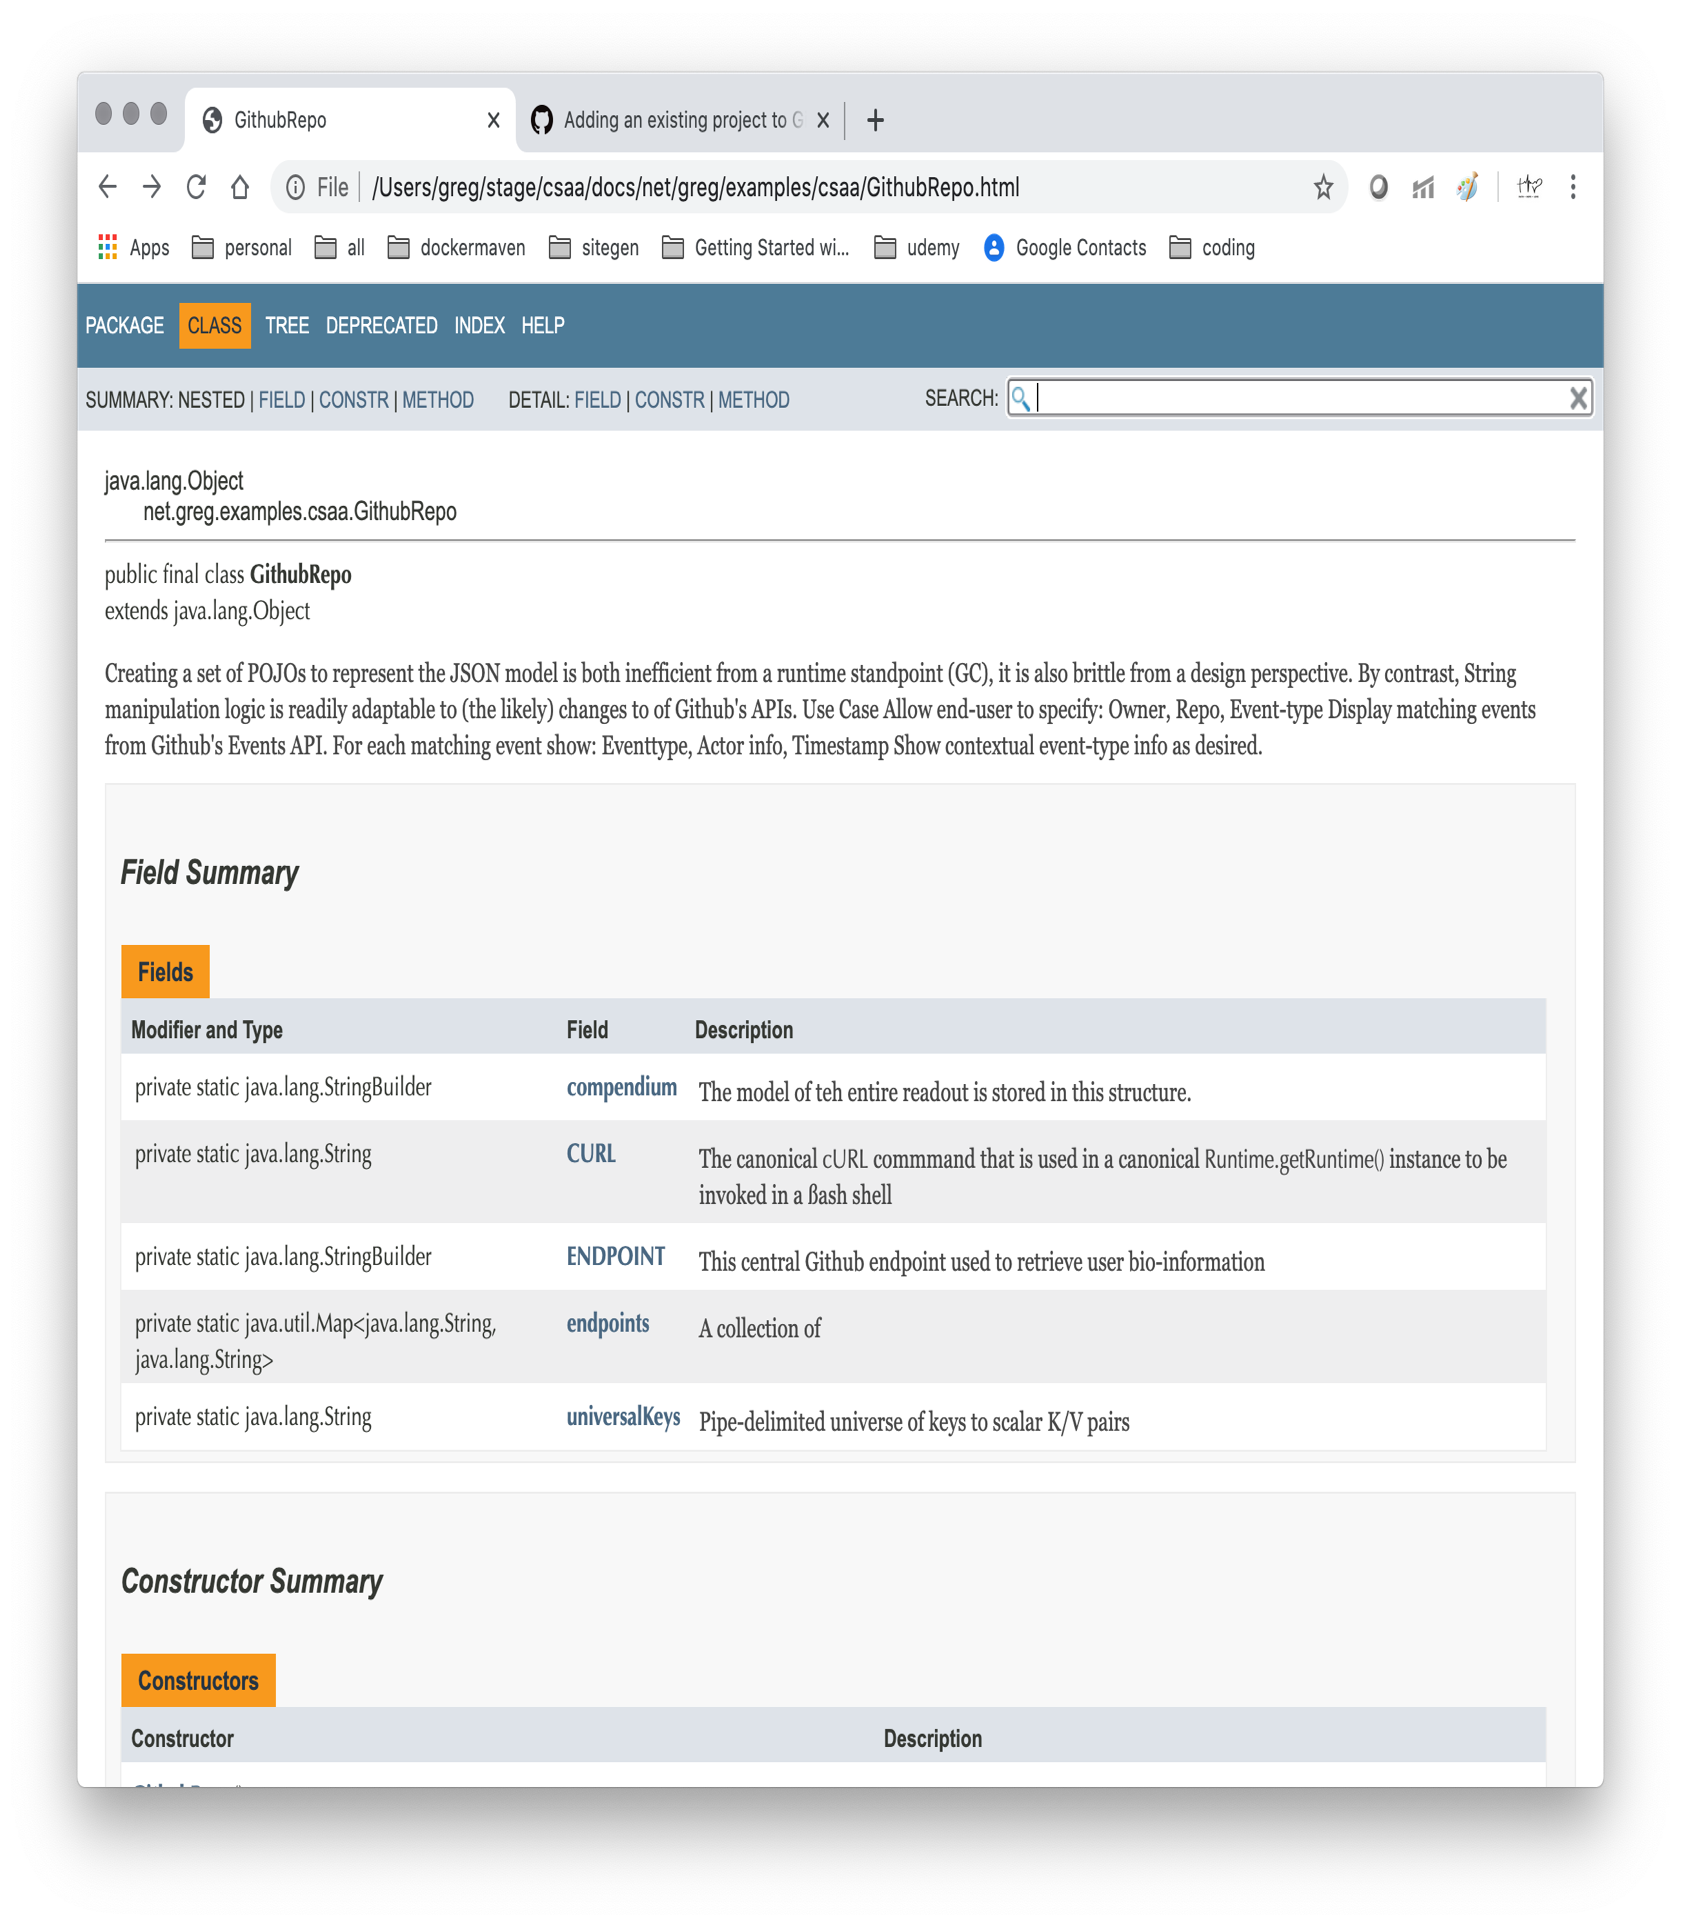 GithubRepo
Adding an existing project to G
File /Users/greg/stage/csaa/docs/net/greg/examples/csaa/GithubRepo.html
Apps personal all dockermaven sitegen Getting Started wi... udemy Google Contacts coding
PACKAGE CLASS TREE DEPRECATED INDEX HELP
SUMMARY: NESTED | FIELD | CONSTR | METHOD DETAIL: FIELD | CONSTR | METHOD SEARCH:
java.lang.Object
net.greg.examples.csaa.GithubRepo
public final class GithubRepo
extends java.lang.Object
Creating a set of POJOs to represent the JSON model is both inefficient from a runtime standpoint (GC), it is also brittle from a design perspective. By contrast, String
manipulation logic is readily adaptable to (the likely) changes to of Github's APIs. Use Case Allow end-user to specify: Owner, Repo, Event-type Display matching events
from Github's Events API. For each matching event show: Eventtype, Actor info, Timestamp Show contextual event-type info as desired.
Field Summary
Fields
Modifier and Type Field Description
private static java.lang.StringBuilder compendium The model of teh entire readout is stored in this structure.
private static java.lang.String CURL The canonical cURL commmand that is used in a canonical Runtime.getRuntime() instance to be
invoked in a ßash shell
private static java.lang.StringBuilder ENDPOINT This central Github endpoint used to retrieve user bio-information
private static java.util.Map<java.lang.String, endpoints A collection of
java.lang.String>
private static java.lang.String universalKeys Pipe-delimited universe of keys to scalar K/V pairs
Constructor Summary
Constructors
Constructor Description